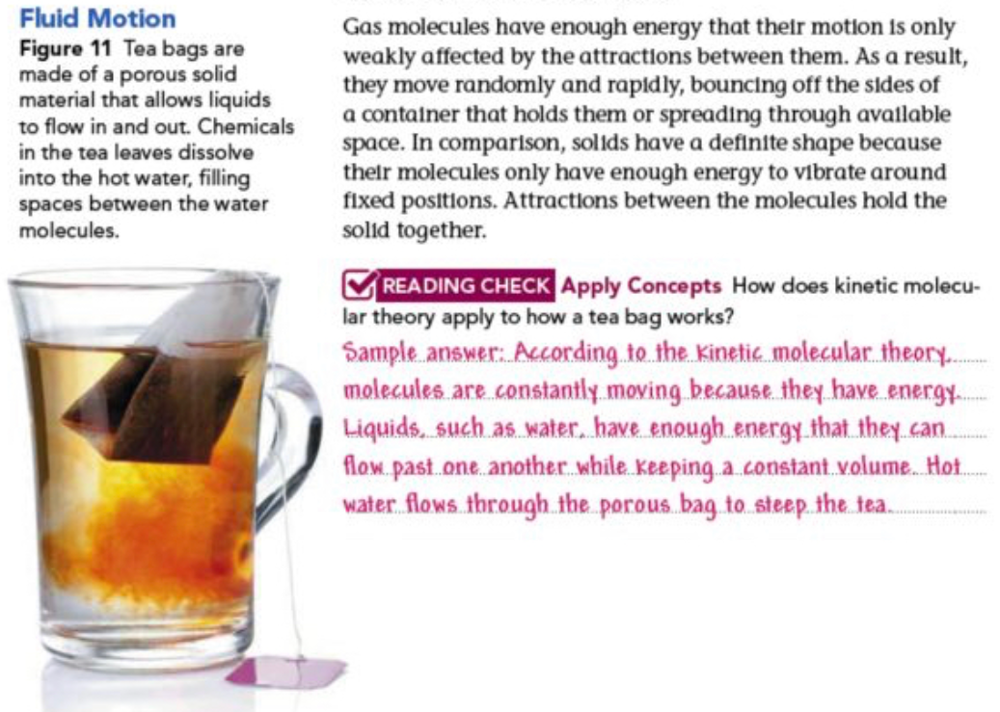 Fluid Motion
Figure 11 Tea bags are
made of a porous solid
material that allows liquids
to flow in and out. Chemicals
in the tea leaves dissolve
into the hot water, filling
spaces between the water
molecules.
Gas molecules have enough energy that their motion is only
weakly affected by the attractions between them. As a result,
they move randomly and rapidly, bouncing off the sides of
a container that holds them or spreading through available
space. In comparison, solids have a definite shape because
their molecules only have enough energy to vibrate around
fixed positions. Attractions between the molecules hold the
solid together.
READING CHECK Apply Concepts How does kinetic molecu-
lar theory apply to how a tea bag works?
Sample answer: According to the kinetic molecular theory,
molecules are constantly moving because they have energy.
Liquids, such as water, have enough energy that they can
flow past one another while keeping a constant volume. Hot
water flows through the porous bag to steep the tea.